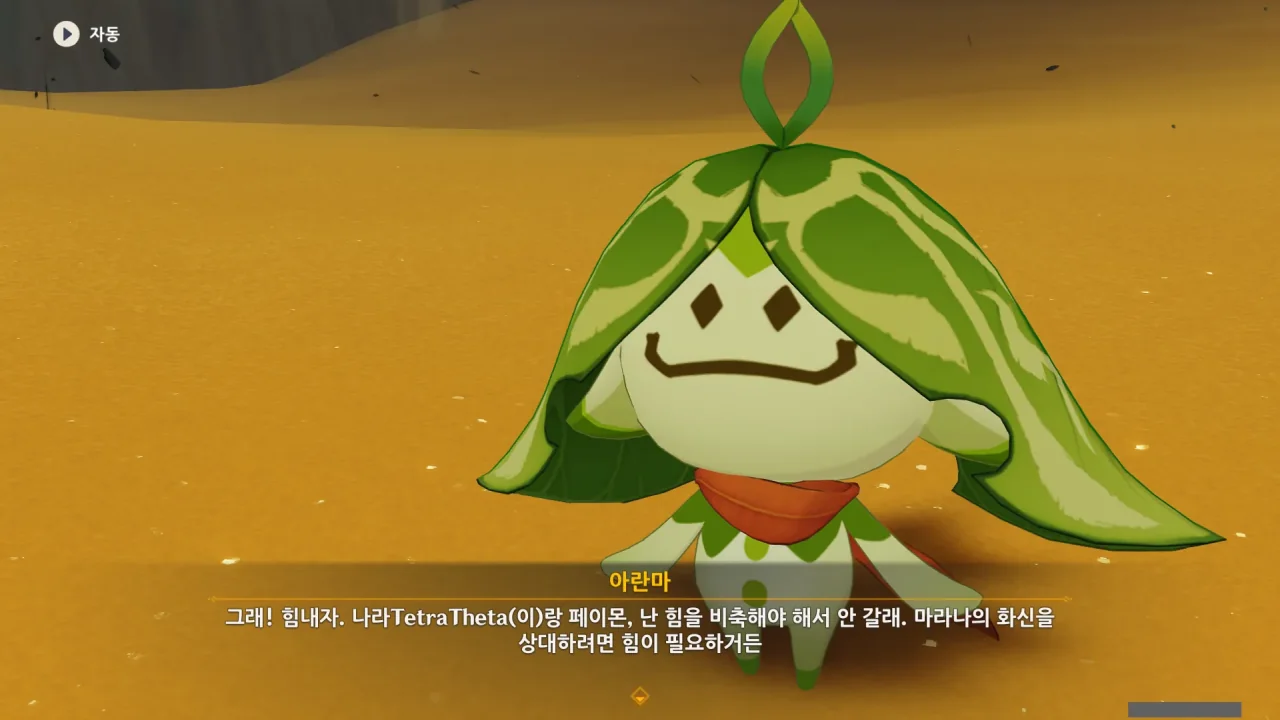 자동
아란마
그래! 힘내자. 나라TetraTheta(이)랑 페이몬, 난 힘을 비축해야 해서 안 갈래. 마라나의 화신을
상대하려면 힘이 필요하거든